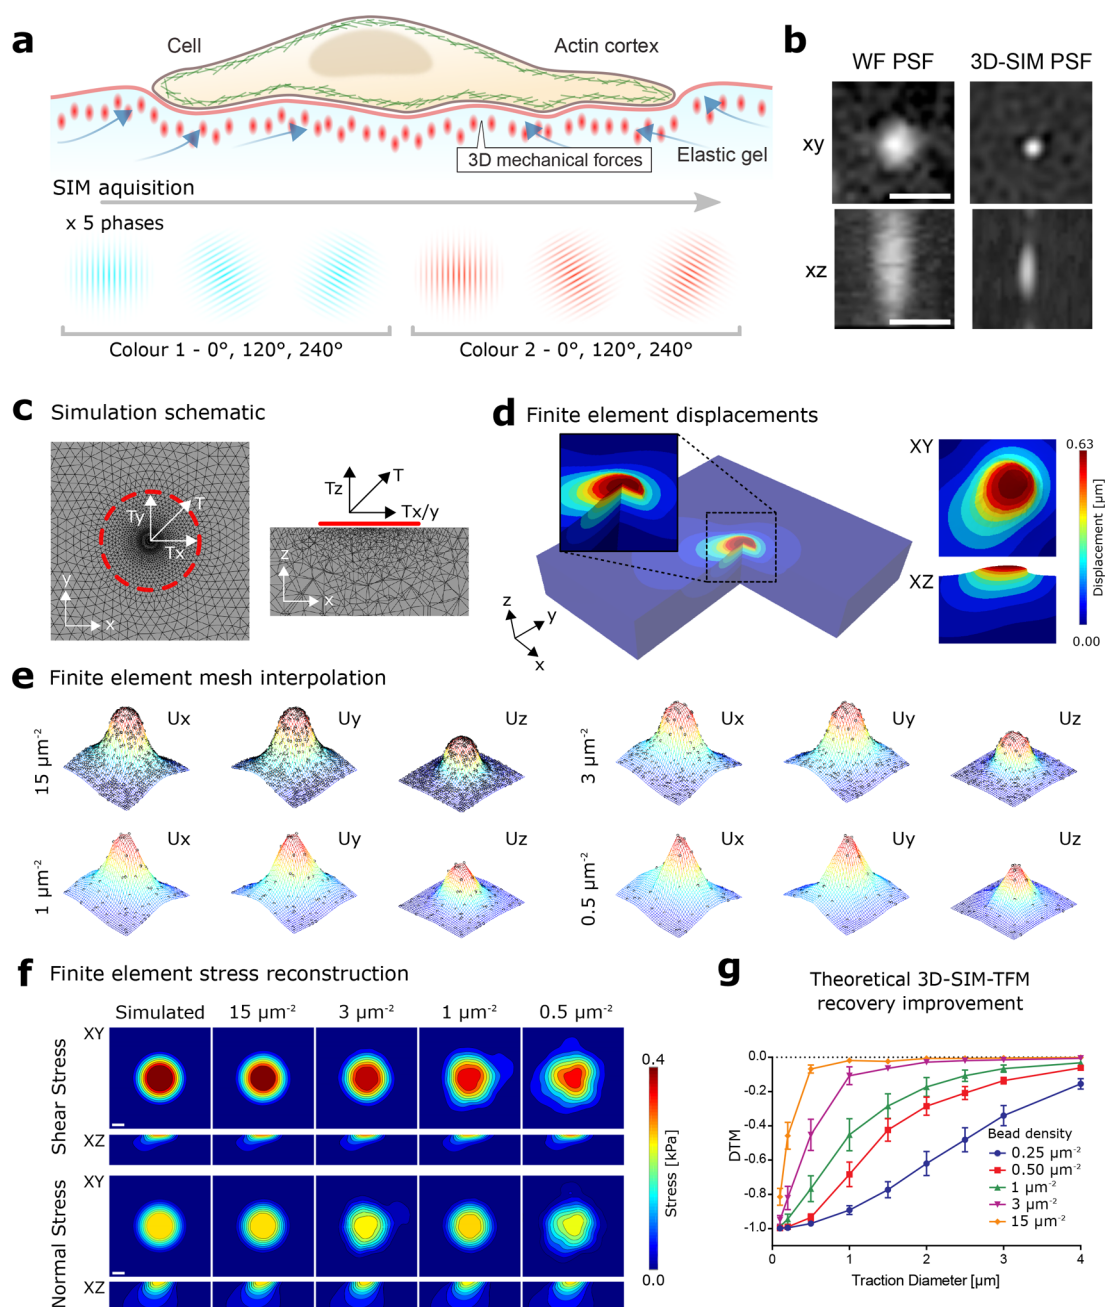 a
Cell
Actin cortex
3D mechanical forces
Elastic gel
SIM aquisition
x 5 phases
Colour 1 - 0°, 120°, 240°
Colour 2 - 0°, 120°, 240°
b
WF PSF
3D-SIM PSF
xy
xz
c Simulation schematic
Ty
T
Tx
y
x
Tz
T
Tx/y
z
x
d Finite element displacements
z
y
x
XY
XZ
0.63
Displacement [µm]
0.00
e Finite element mesh interpolation
15 µm⁻²
Ux
Uy
Uz
3 µm⁻²
Ux
Uy
Uz
1 µm⁻²
Ux
Uy
Uz
0.5 µm⁻²
Ux
Uy
Uz
f Finite element stress reconstruction
Simulated
15 µm⁻²
3 µm⁻²
1 µm⁻²
0.5 µm⁻²
Shear Stress
XY
XZ
Normal Stress
XY
XZ
0.4
Stress [kPa]
0.0
g
Theoretical 3D-SIM-TFM
recovery improvement
0.0
-0.2
-0.4
-0.6
-0.8
-1.0
DTM
0
1
2
3
4
Traction Diameter [µm]
Bead density
0.25 µm⁻²
0.50 µm⁻²
1 µm⁻²
3 µm⁻²
15 µm⁻²